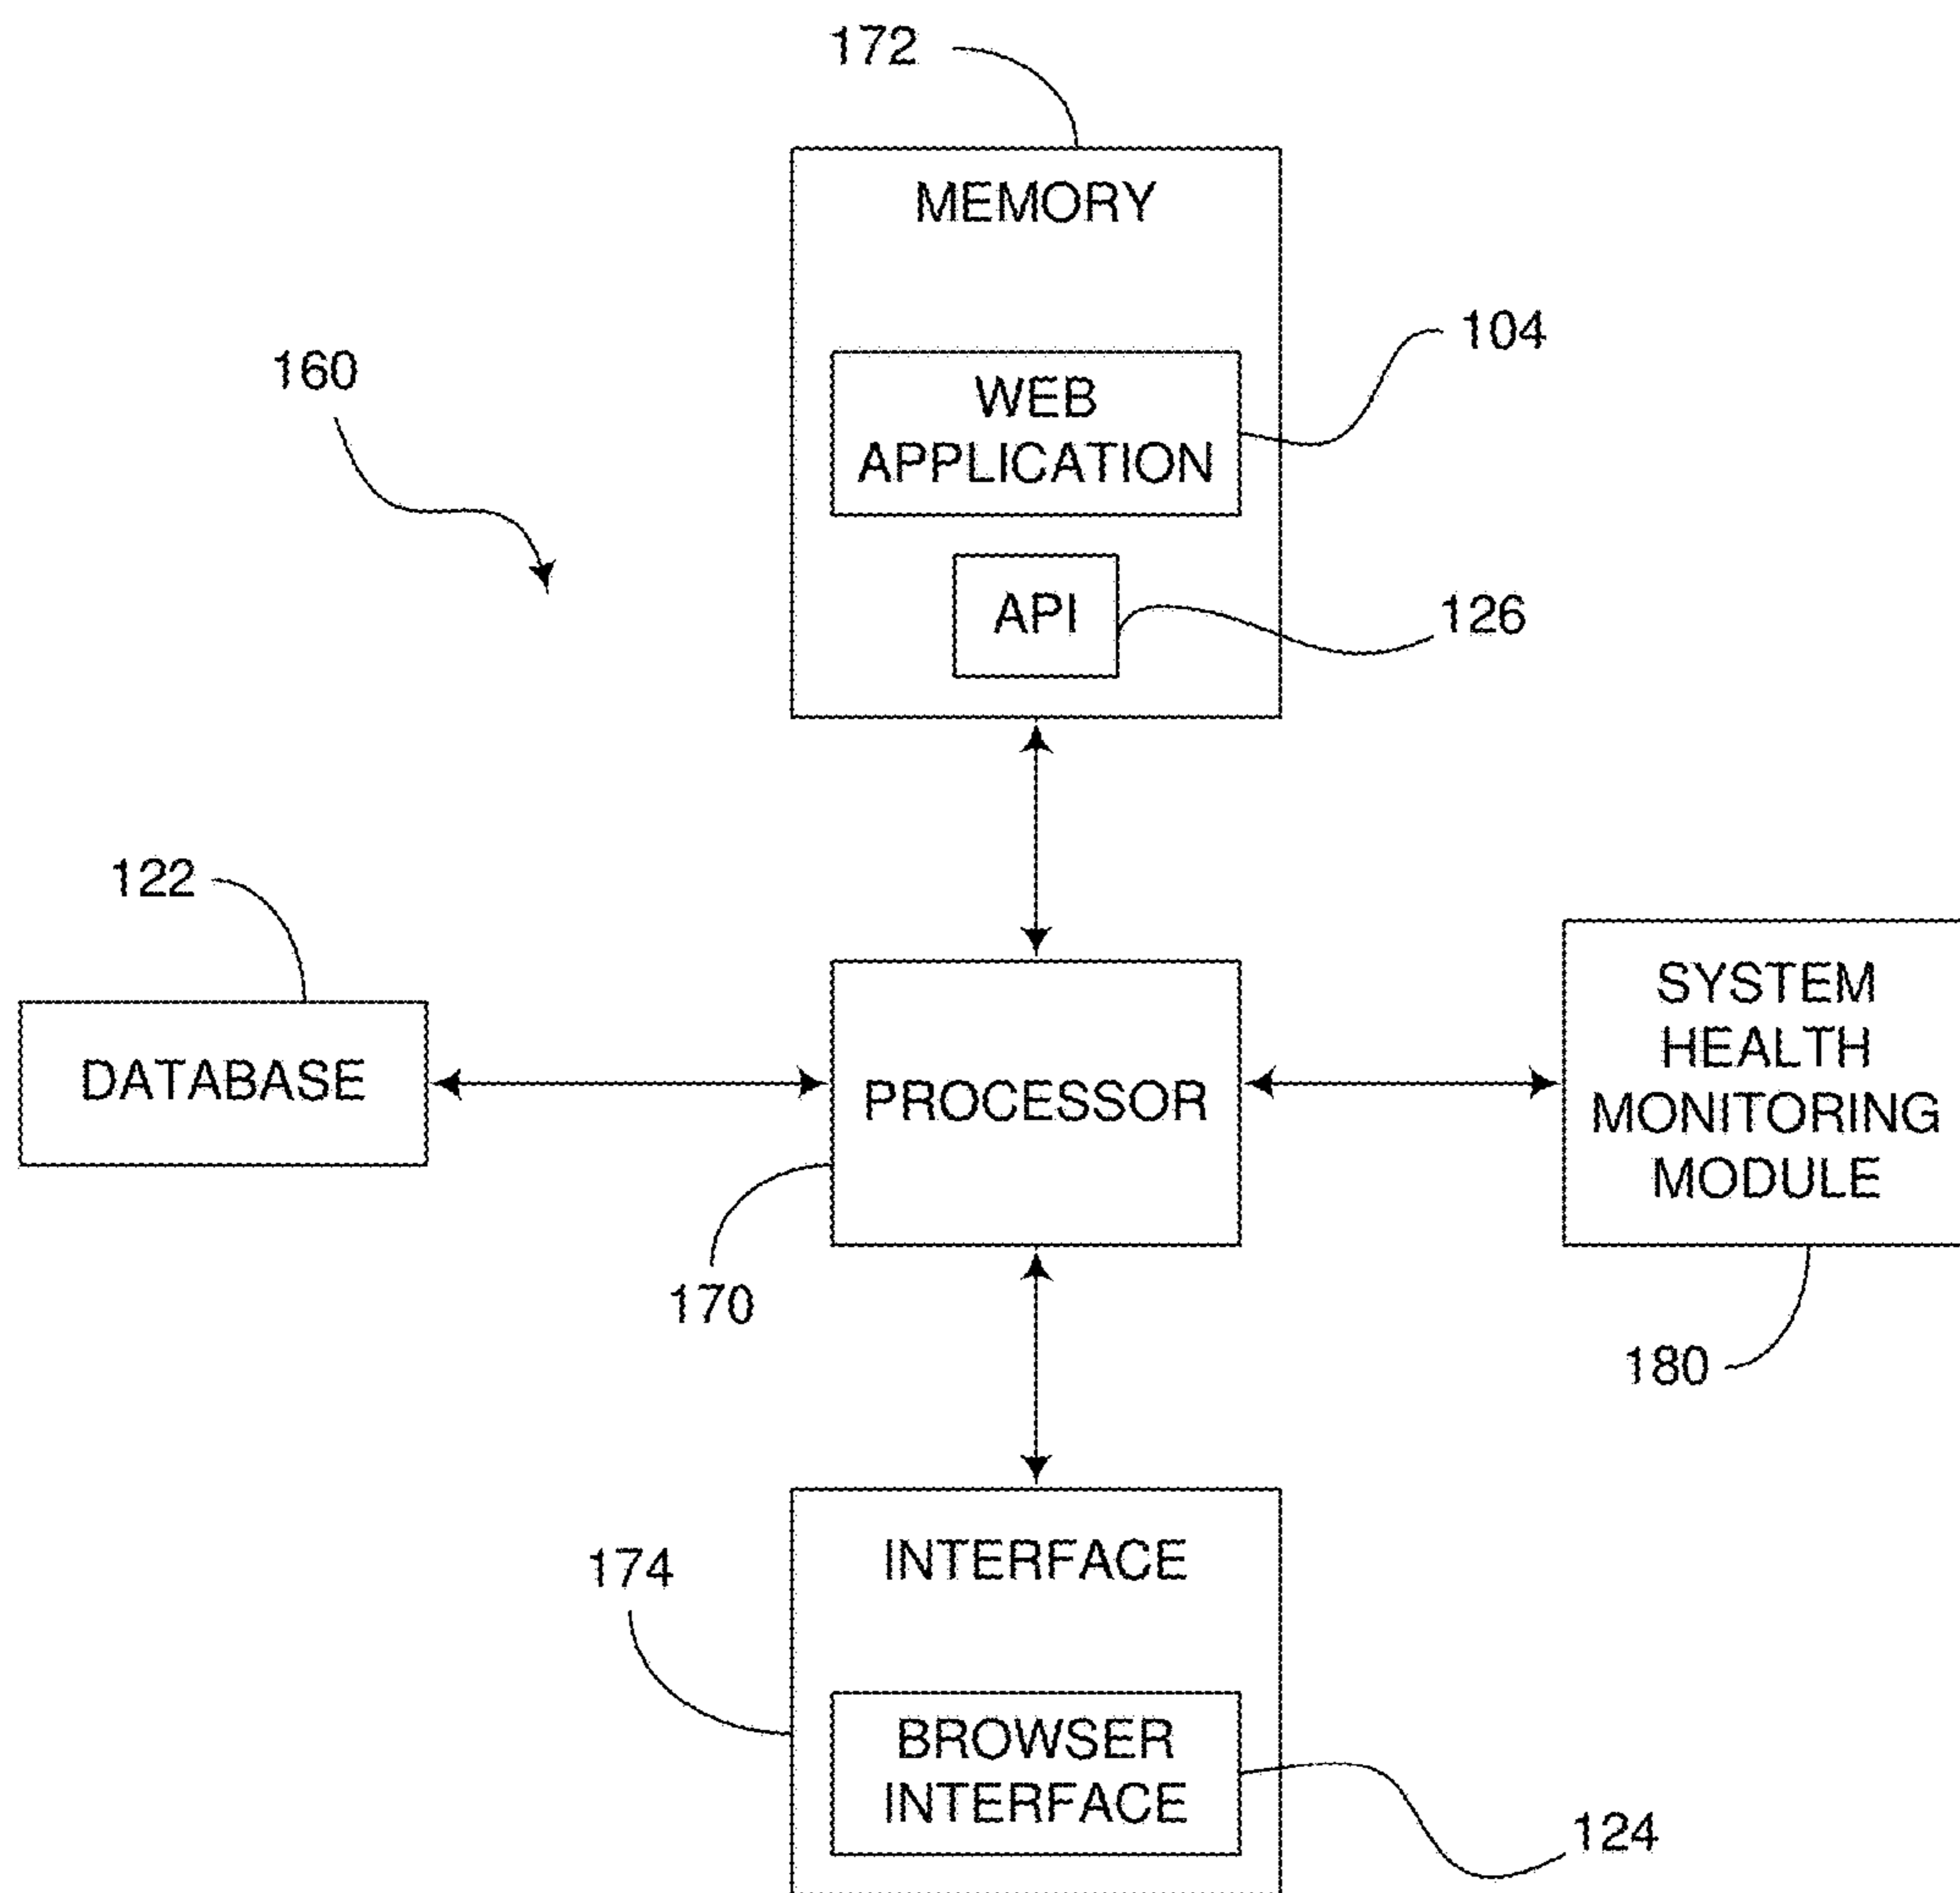 172
MEMORY
104
160
WEB
APPLICATION
API
126
122
SYSTEM
HEALTH
MONITORING
MODULE
DATABASE
PROCESSOR
170
180
INTERFACE
174
BROWSER
INTERFACE
124